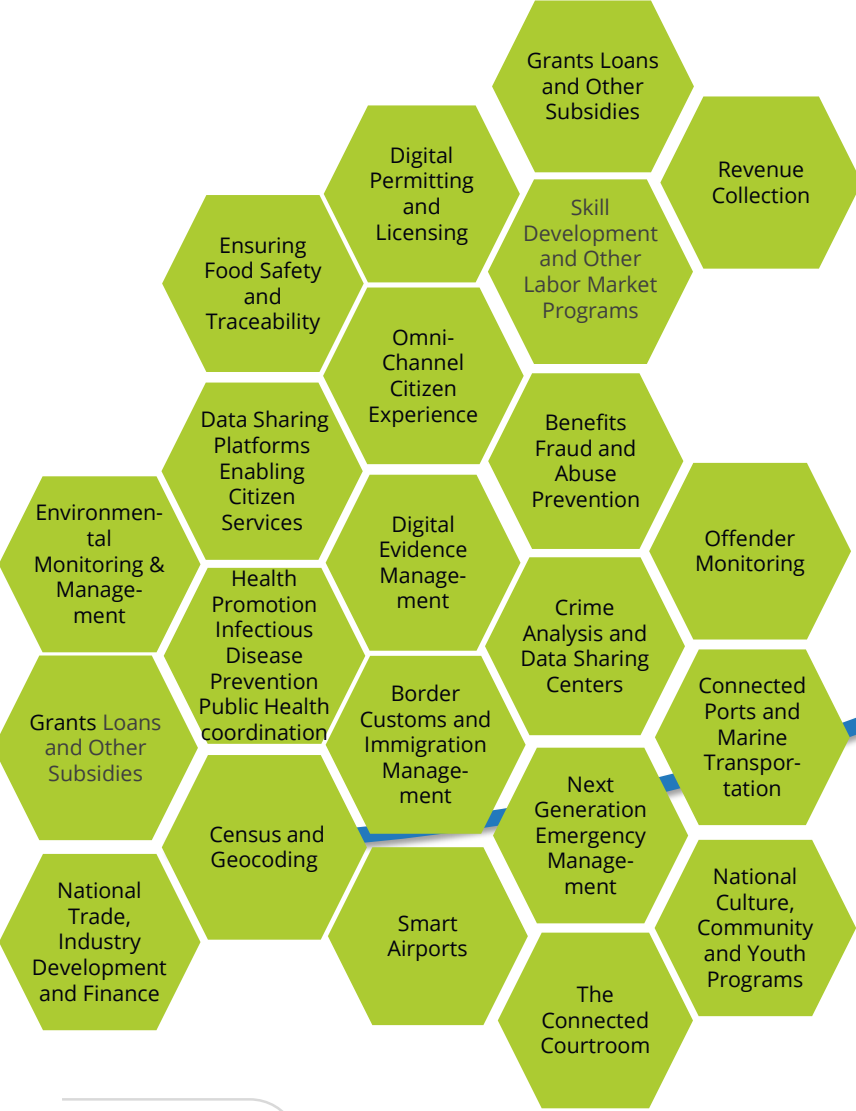 Grants Loans
and Other
Subsidies
Revenue
Collection
Digital
Permitting
and
Licensing
Skill
Development
and Other
Labor Market
Programs
Ensuring
Food Safety
and
Traceability
Omni-
Channel
Citizen
Experience
Data Sharing
Platforms
Enabling
Citizen
Services
Benefits
Fraud and
Abuse
Prevention
Environmen-
tal
Monitoring &
Manage-
ment
Digital
Evidence
Manage-
ment
Offender
Monitoring
Health
Promotion
Infectious
Disease
Prevention
Public Health
coordination
Crime
Analysis and
Data Sharing
Centers
Grants Loans
and Other
Subsidies
Border
Customs and
Immigration
Manage-
ment
Connected
Ports and
Marine
Transpor-
tation
Census and
Geocoding
Next
Generation
Emergency
Manage-
ment
National
Trade,
Industry
Development
and Finance
Smart
Airports
National
Culture,
Community
and Youth
Programs
The
Connected
Courtroom